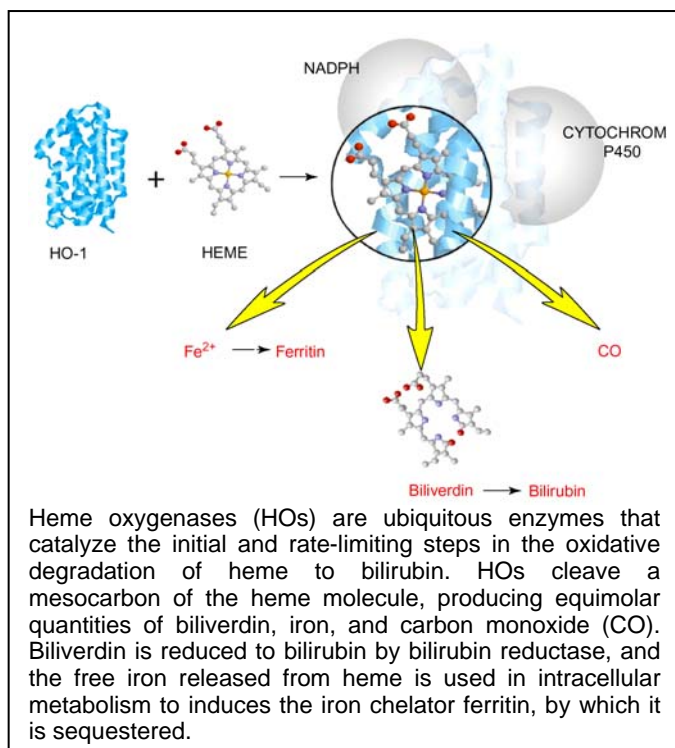 NADPH
CYTOCHROM
P450
HO-1
+
HEME
Fe²⁺ → Ferritin
CO
Biliverdin → Bilirubin
Heme oxygenases (HOs) are ubiquitous enzymes that
catalyze the initial and rate-limiting steps in the oxidative
degradation of heme to bilirubin. HOs cleave a
mesocarbon of the heme molecule, producing equimolar
quantities of biliverdin, iron, and carbon monoxide (CO).
Biliverdin is reduced to bilirubin by bilirubin reductase, and
the free iron released from heme is used in intracellular
metabolism to induces the iron chelator ferritin, by which it
is sequestered.